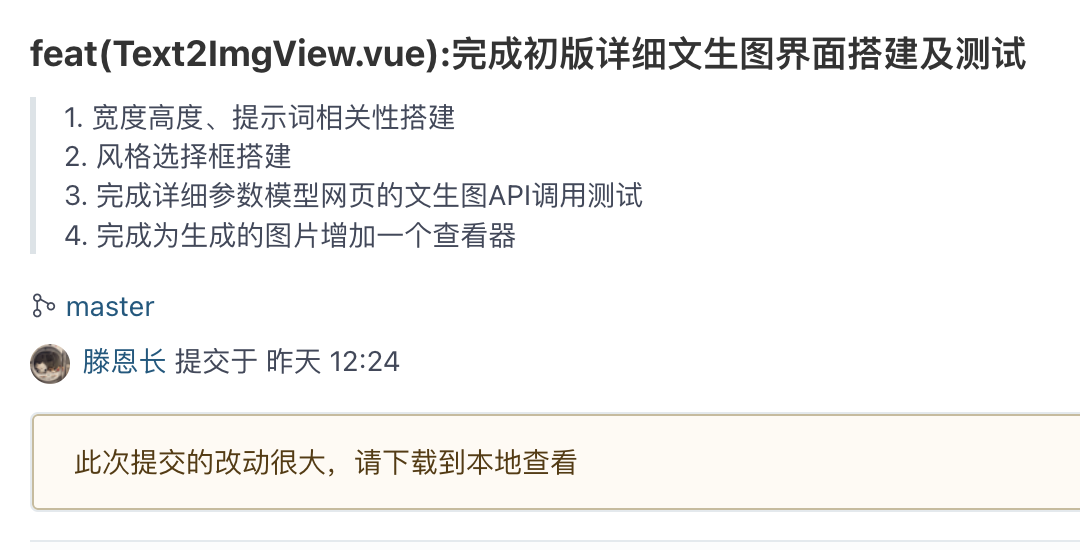 feat(Text2ImgView.vue):完成初版详细文生图界面搭建及测试
1. 宽度高度、提示词相关性搭建
2. 风格选择框搭建
3. 完成详细参数模型网页的文生图API调用测试
4. 完成为生成的图片增加一个查看器
master
滕恩长 提交于 昨天 12:24
此次提交的改动很大，请下载到本地查看